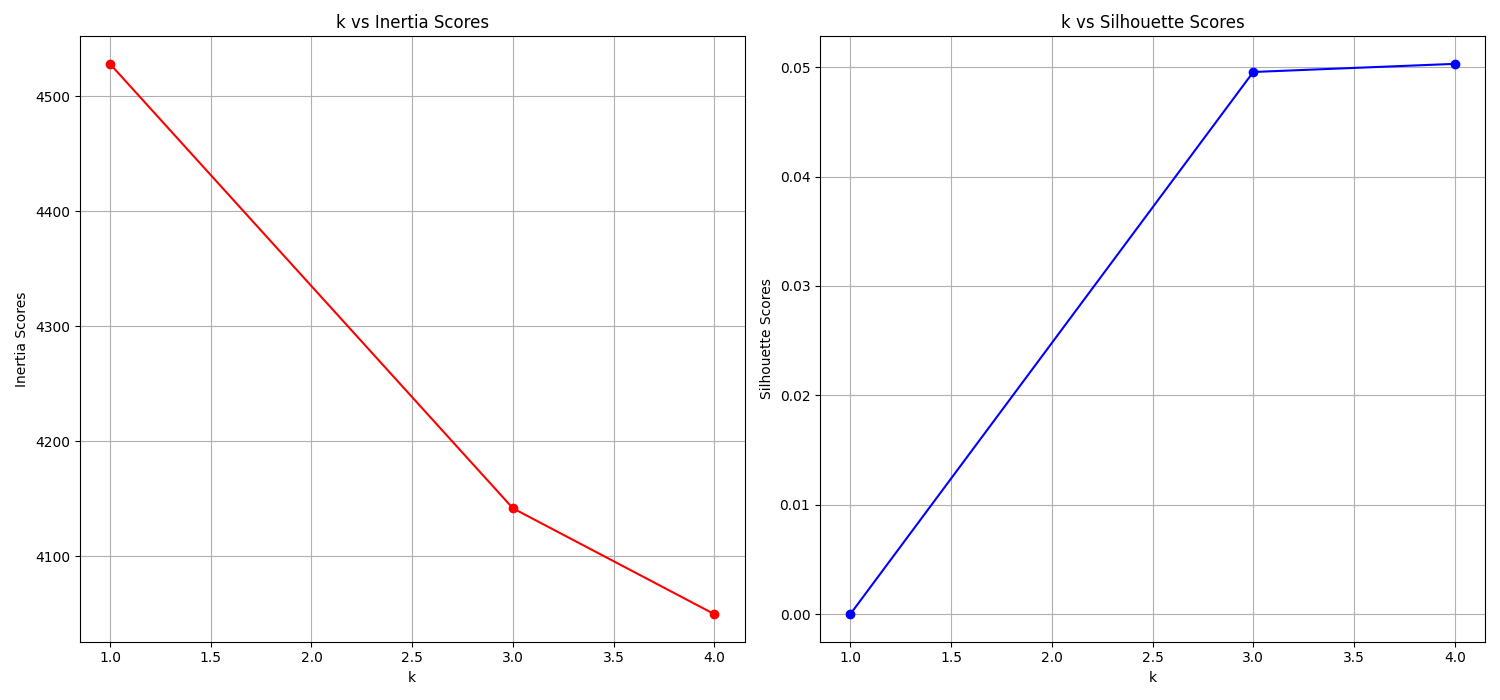 k vs Inertia Scores
Inertia Scores
4500
4400
4300
4200
4100
1.0 1.5 2.0 2.5 3.0 3.5 4.0
k
k vs Silhouette Scores
Silhouette Scores
0.05
0.04
0.03
0.02
0.01
0.00
1.0 1.5 2.0 2.5 3.0 3.5 4.0
k